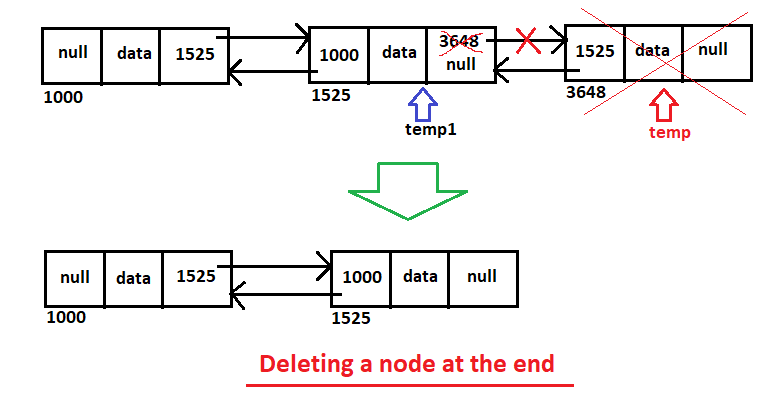 null data 1525
1000
1000 data 3648
null
1525
temp1
1525 data null
3648
temp
null data 1525
1000
1000 data null
1525
Deleting a node at the end